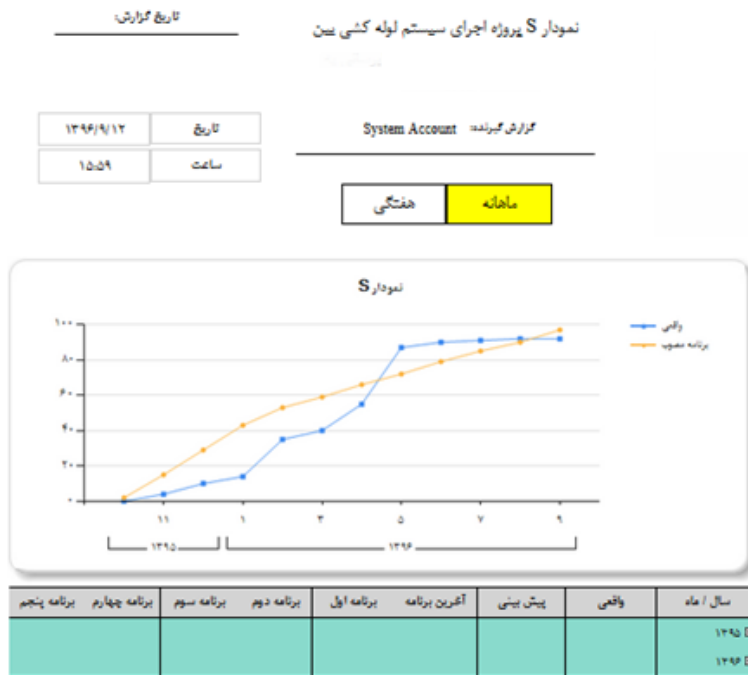 تاریخ گزارش:
نمودار S پروژه اجرای سیستم لوله کشی بین
تاریخ ۱۳۹۶/۹/۱۲
ساعت ۱۵:۵۹
گزارش گیرنده: System Account
ماهانه هفتگی
نمودار S
واقعی
برنامه مصوب
۱۰۰
۸۰
۶۰
۴۰
۲۰
۰
۱۱ ۱ ۳ ۵ ۷ ۹
۱۳۹۵ ۱۳۹۶
سال / ماه واقعی پیش بینی آخرین برنامه برنامه اول برنامه دوم برنامه سوم برنامه چهارم برنامه پنجم
۱۳۹۵
۱۳۹۶